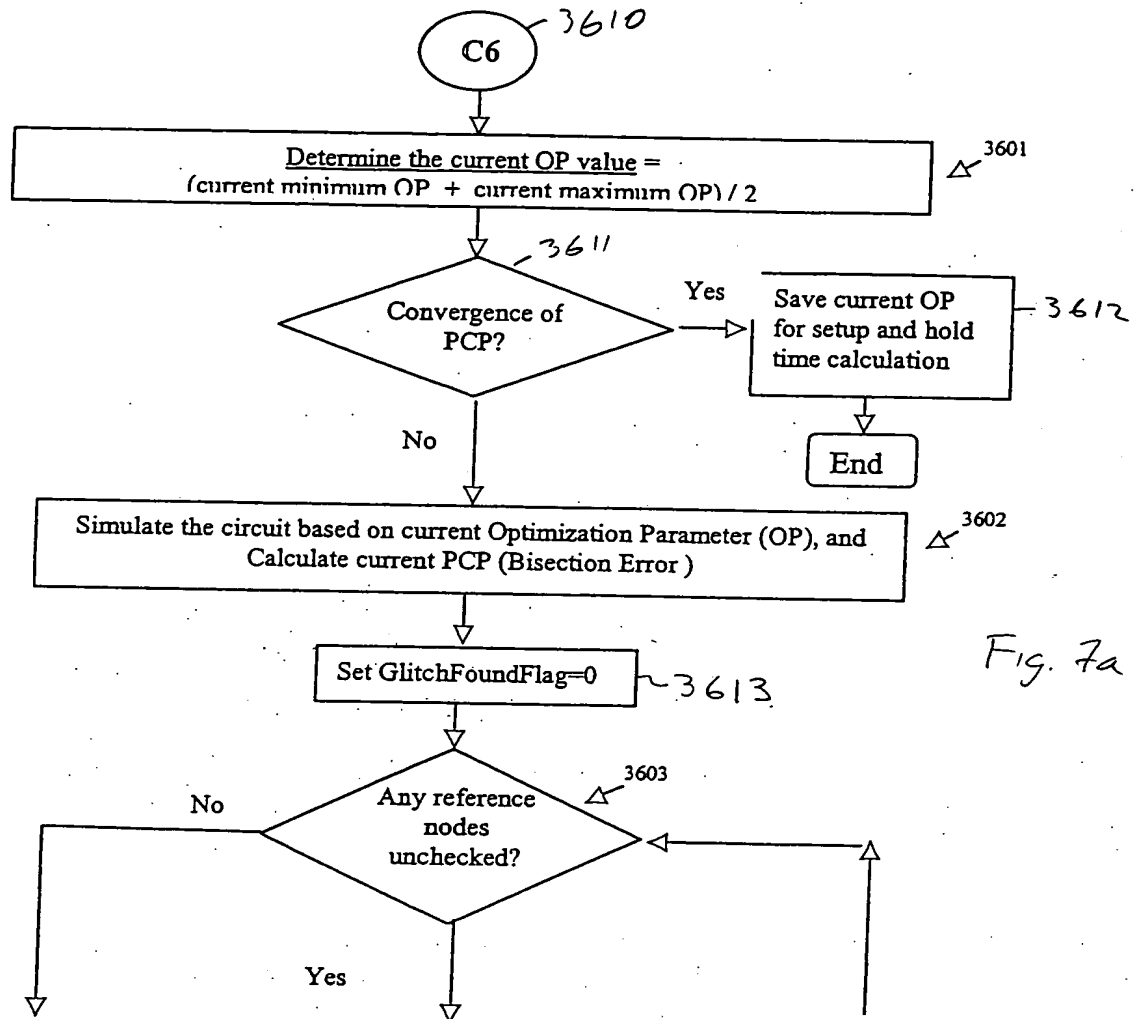 3610
C6
Determine the current OP value =
(current minimum OP + current maximum OP) / 2
3601
3611
Convergence of
PCP?
Yes
Save current OP
for setup and hold
time calculation
3612
No
End
Simulate the circuit based on current Optimization Parameter (OP), and
Calculate current PCP (Bisection Error )
3602
Set GlitchFoundFlag=0
3613
Fig. 7a
3603
No
Any reference
nodes
unchecked?
Yes